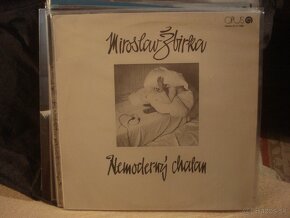 OPUS
Miroslav Žbirka
Nemoderný chalan